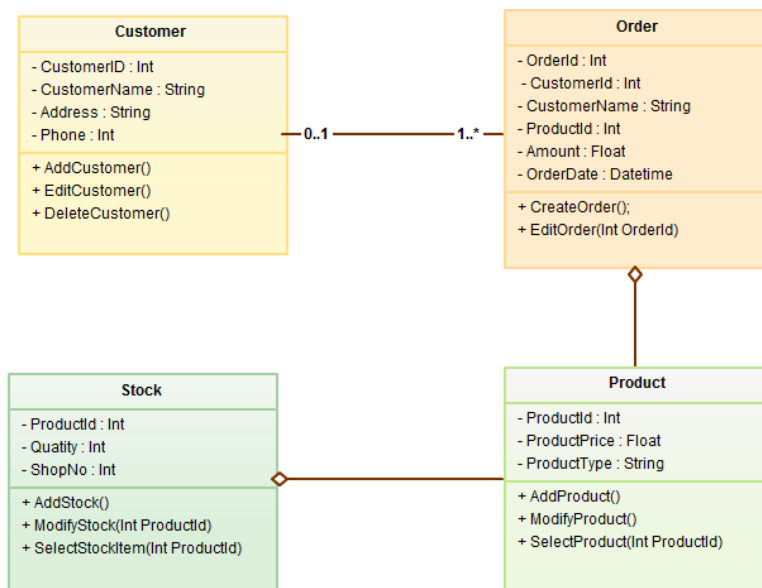 Customer
- CustomerID : Int
- CustomerName : String
- Address : String
- Phone : Int
+ AddCustomer()
+ EditCustomer()
+ DeleteCustomer()
0..1
1..*
Order
- OrderId : Int
- CustomerId : Int
- CustomerName : String
- ProductId : Int
- Amount : Float
- OrderDate : Datetime
+ CreateOrder();
+ EditOrder(Int OrderId)
Stock
- ProductId : Int
- Quatity : Int
- ShopNo : Int
+ AddStock()
+ ModifyStock(Int ProductId)
+ SelectStockItem(Int ProductId)
Product
- ProductId : Int
- ProductPrice : Float
- ProductType : String
+ AddProduct()
+ ModifyProduct()
+ SelectProduct(Int ProductId)